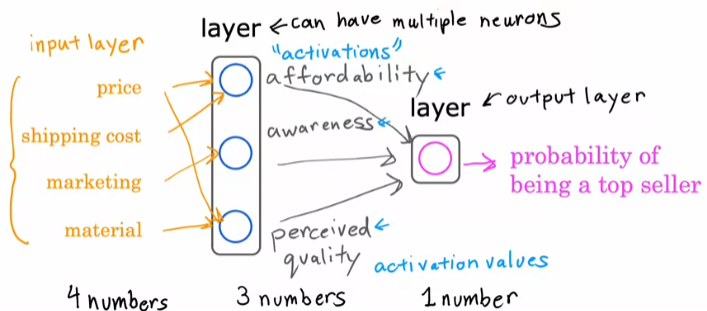 layer ←can have multiple neurons
input layer
"activations"
price
affordability
layer ←output layer
shipping cost
awareness
probability of
being a top seller
marketing
material
perceived
quality
activation values
4 numbers
3 numbers
1 number